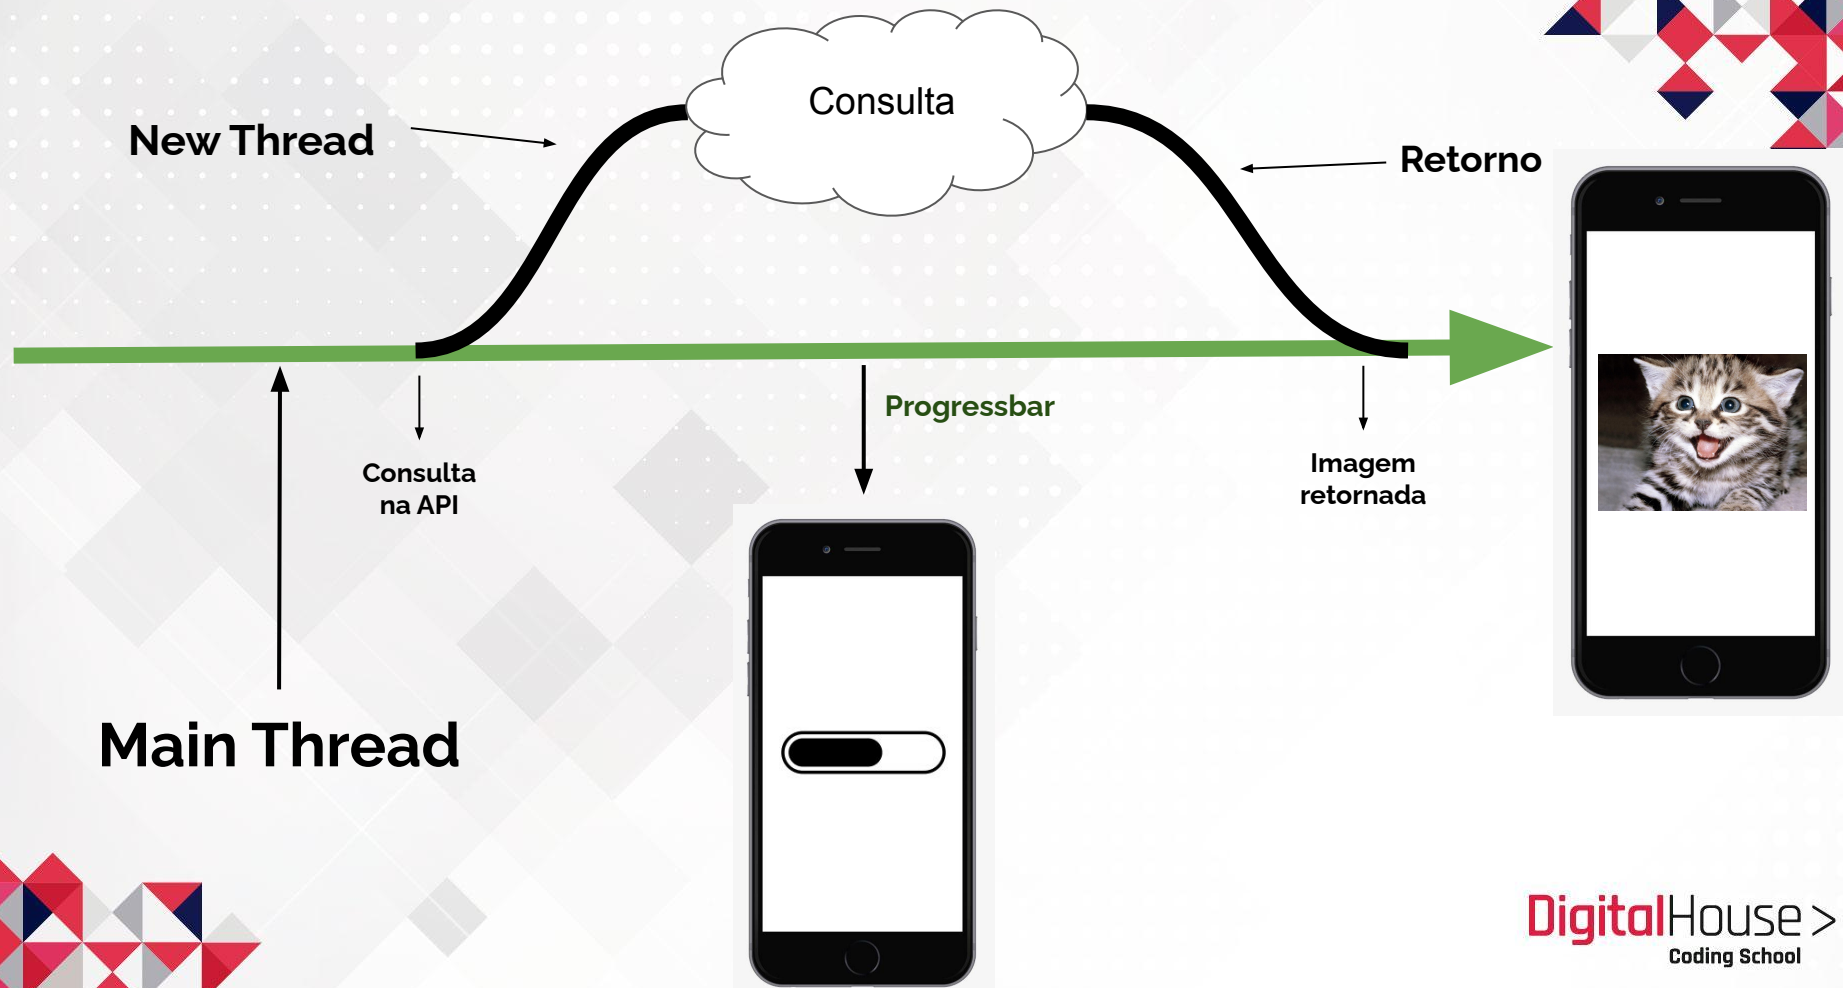 Consulta
New Thread
Retorno
Progressbar
Consulta
na API
Imagem
retornada
Main Thread
DigitalHouse >
Coding School